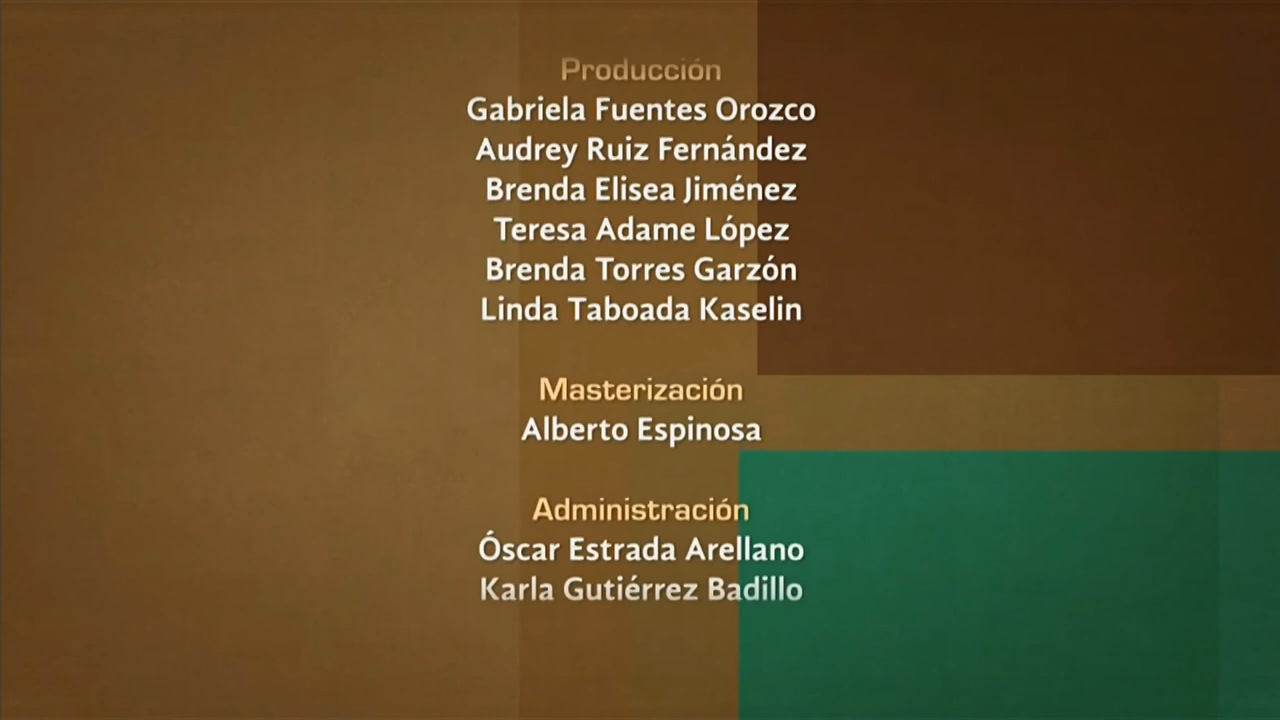 Producción
Gabriela Fuentes Orozco
Audrey Ruiz Fernández
Brenda Elisea Jiménez
Teresa Adame López
Brenda Torres Garzón
Linda Taboada Kaselin
Masterización
Alberto Espinosa
Administración
Óscar Estrada Arellano
Karla Gutiérrez Badillo